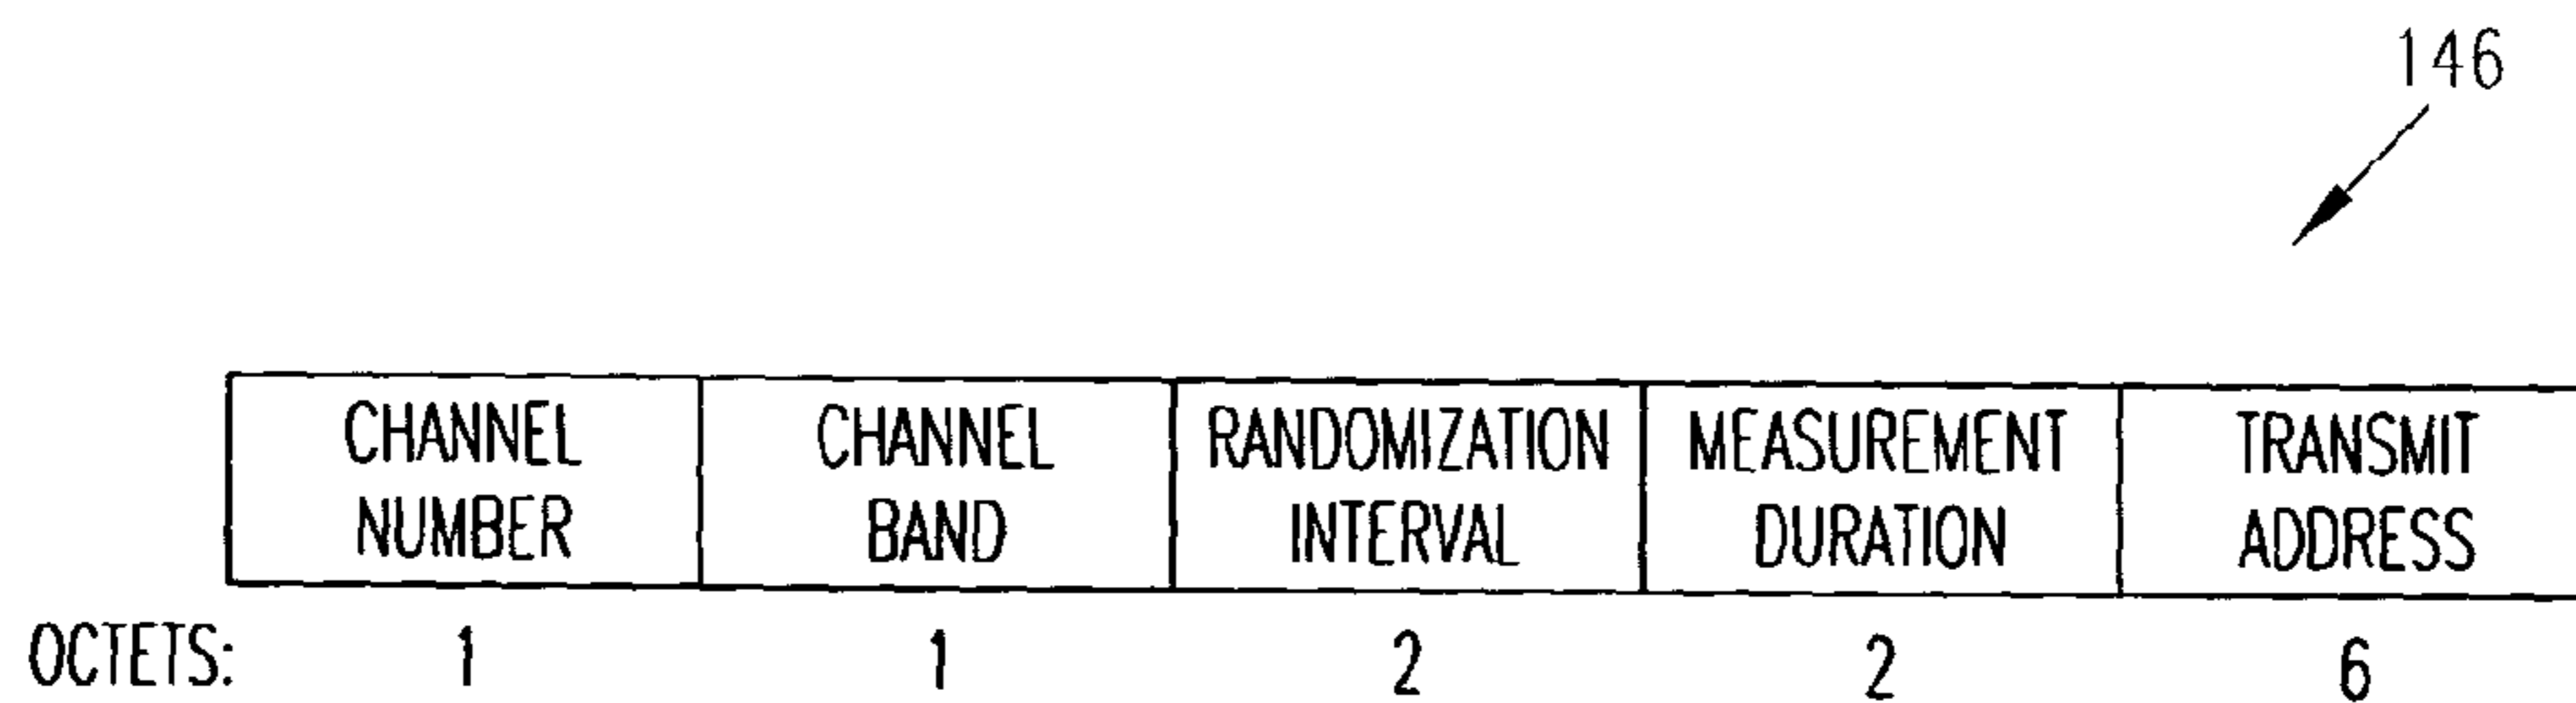 146
CHANNEL NUMBER
CHANNEL BAND
RANDOMIZATION INTERVAL
MEASUREMENT DURATION
TRANSMIT ADDRESS
OCTETS: 1 1 2 2 6